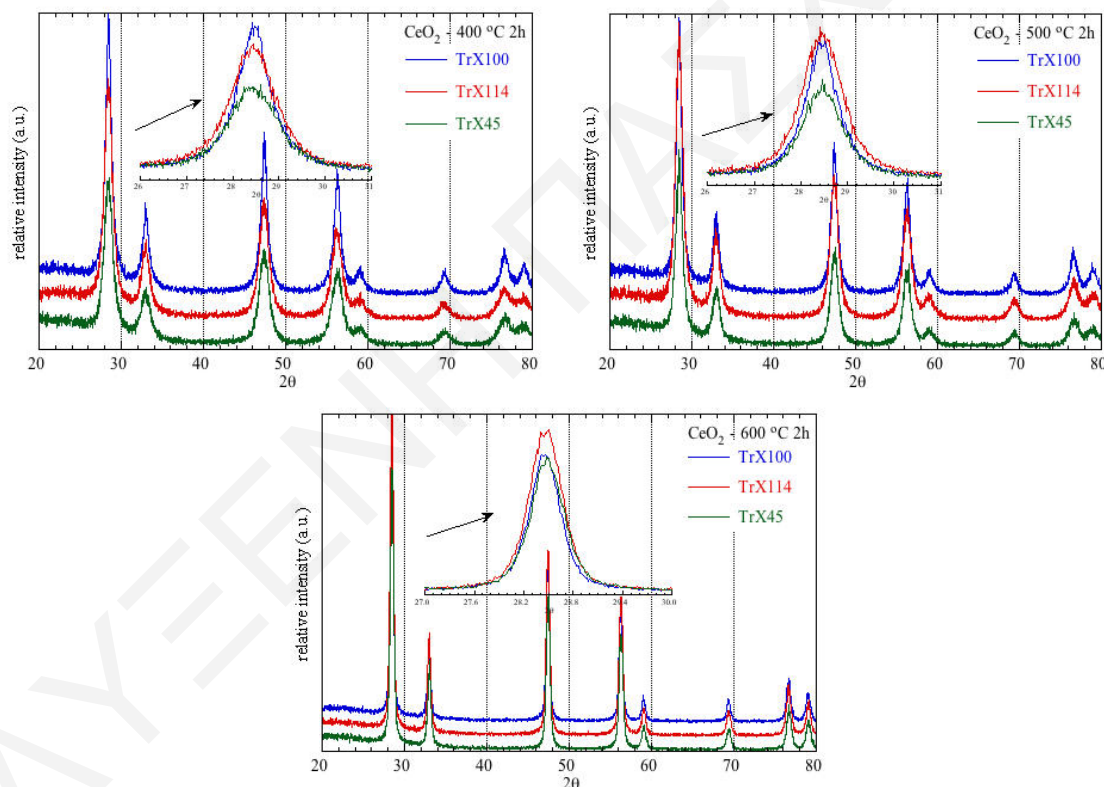 CeO₂ - 400 °C 2h
TrX100
TrX114
TrX45
relative intensity (a.u.)
26 27 28 29 30 31
2θ
20 30 40 50 60 70 80
2θ
CeO₂ - 500 °C 2h
TrX100
TrX114
TrX45
relative intensity (a.u.)
26 27 28 29 30 31
2θ
20 30 40 50 60 70 80
2θ
CeO₂ - 600 °C 2h
TrX100
TrX114
TrX45
relative intensity (a.u.)
27.0 27.6 28.2 28.8 29.4 30.0
2θ
20 30 40 50 60 70 80
2θ